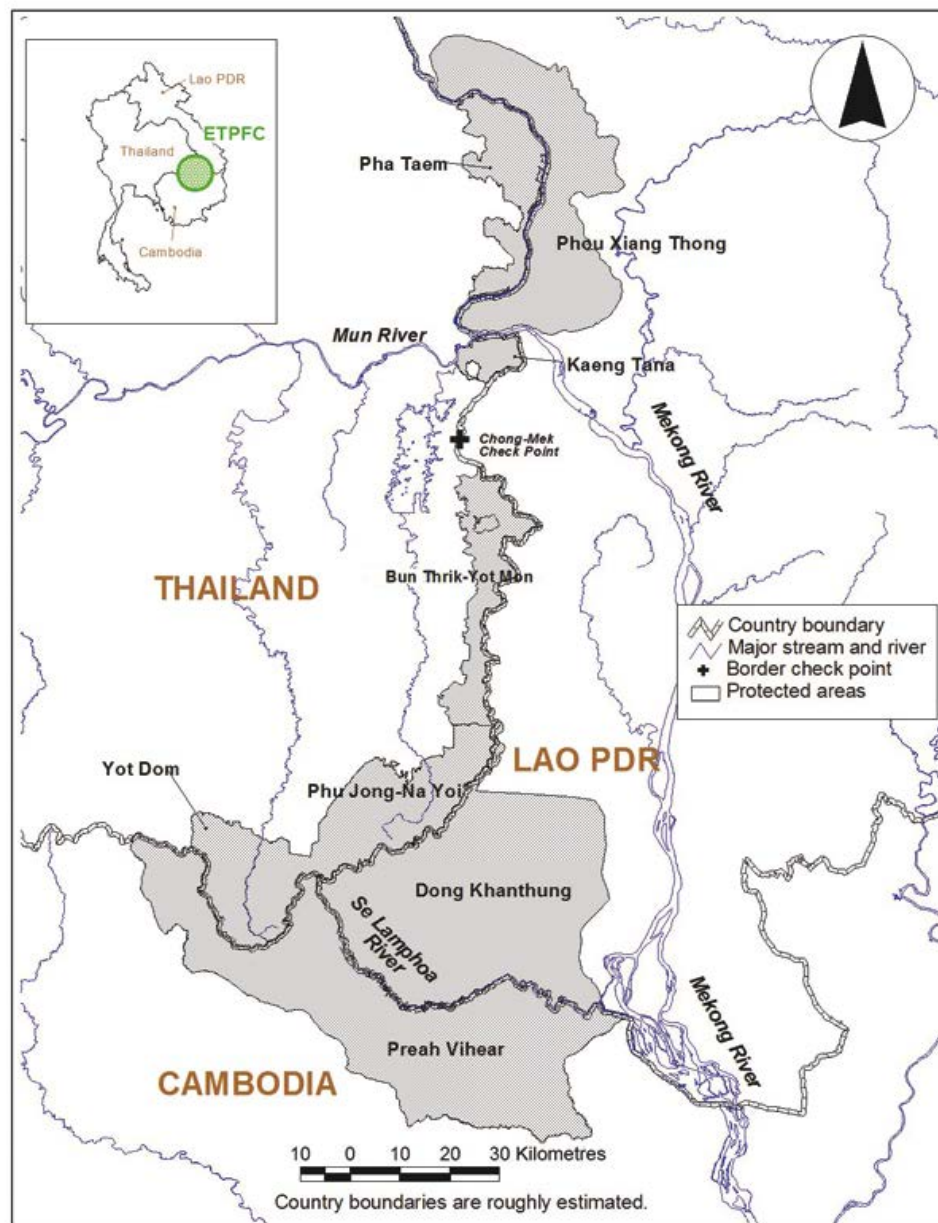 Lao PDR
ETPFC
Thailand
Cambodia
Pha Taem
Phou Xiang Thong
Mun River
Kaeng Tana
Mekong River
Chong-Mek
Check Point
THAILAND
Bun Thrik-Yot Mon
Country boundary
Major stream and river
Border check point
Protected areas
LAO PDR
Yot Dom
Phu Jong-Na Yoi
Dong Khanthung
Se Lamphoa
River
Preah Vihear
Mekong River
CAMBODIA
10 0 10 20 30 Kilometres
Country boundaries are roughly estimated.